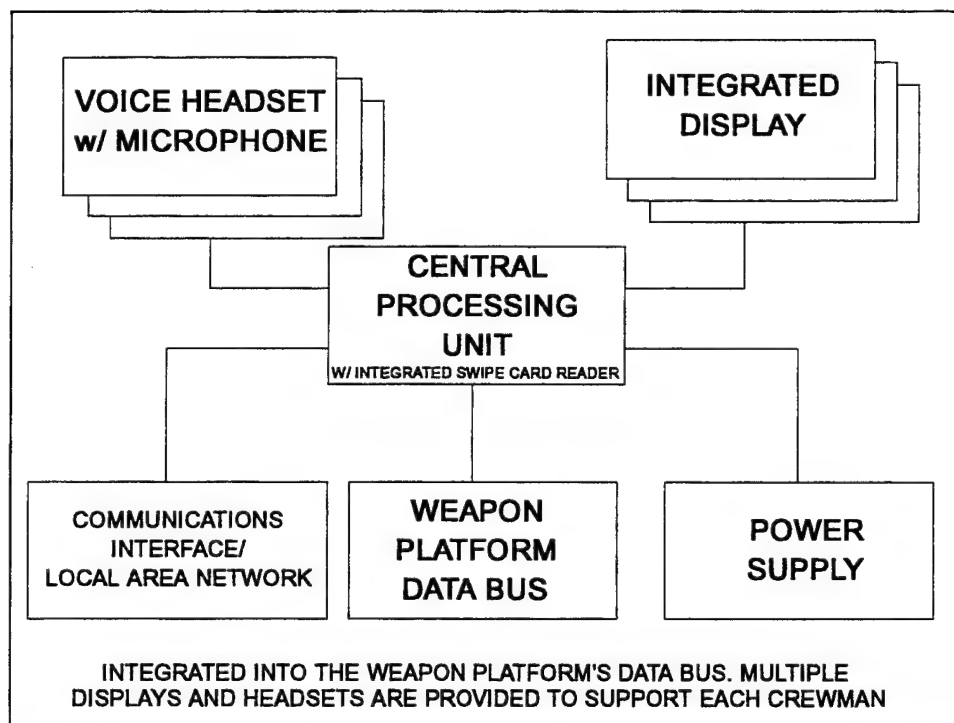 VOICE HEADSET
w/ MICROPHONE
INTEGRATED
DISPLAY
CENTRAL
PROCESSING
UNIT
W/ INTEGRATED SWIPE CARD READER
COMMUNICATIONS
INTERFACE/
LOCAL AREA NETWORK
WEAPON
PLATFORM
DATA BUS
POWER
SUPPLY
INTEGRATED INTO THE WEAPON PLATFORM'S DATA BUS. MULTIPLE
DISPLAYS AND HEADSETS ARE PROVIDED TO SUPPORT EACH CREWMAN